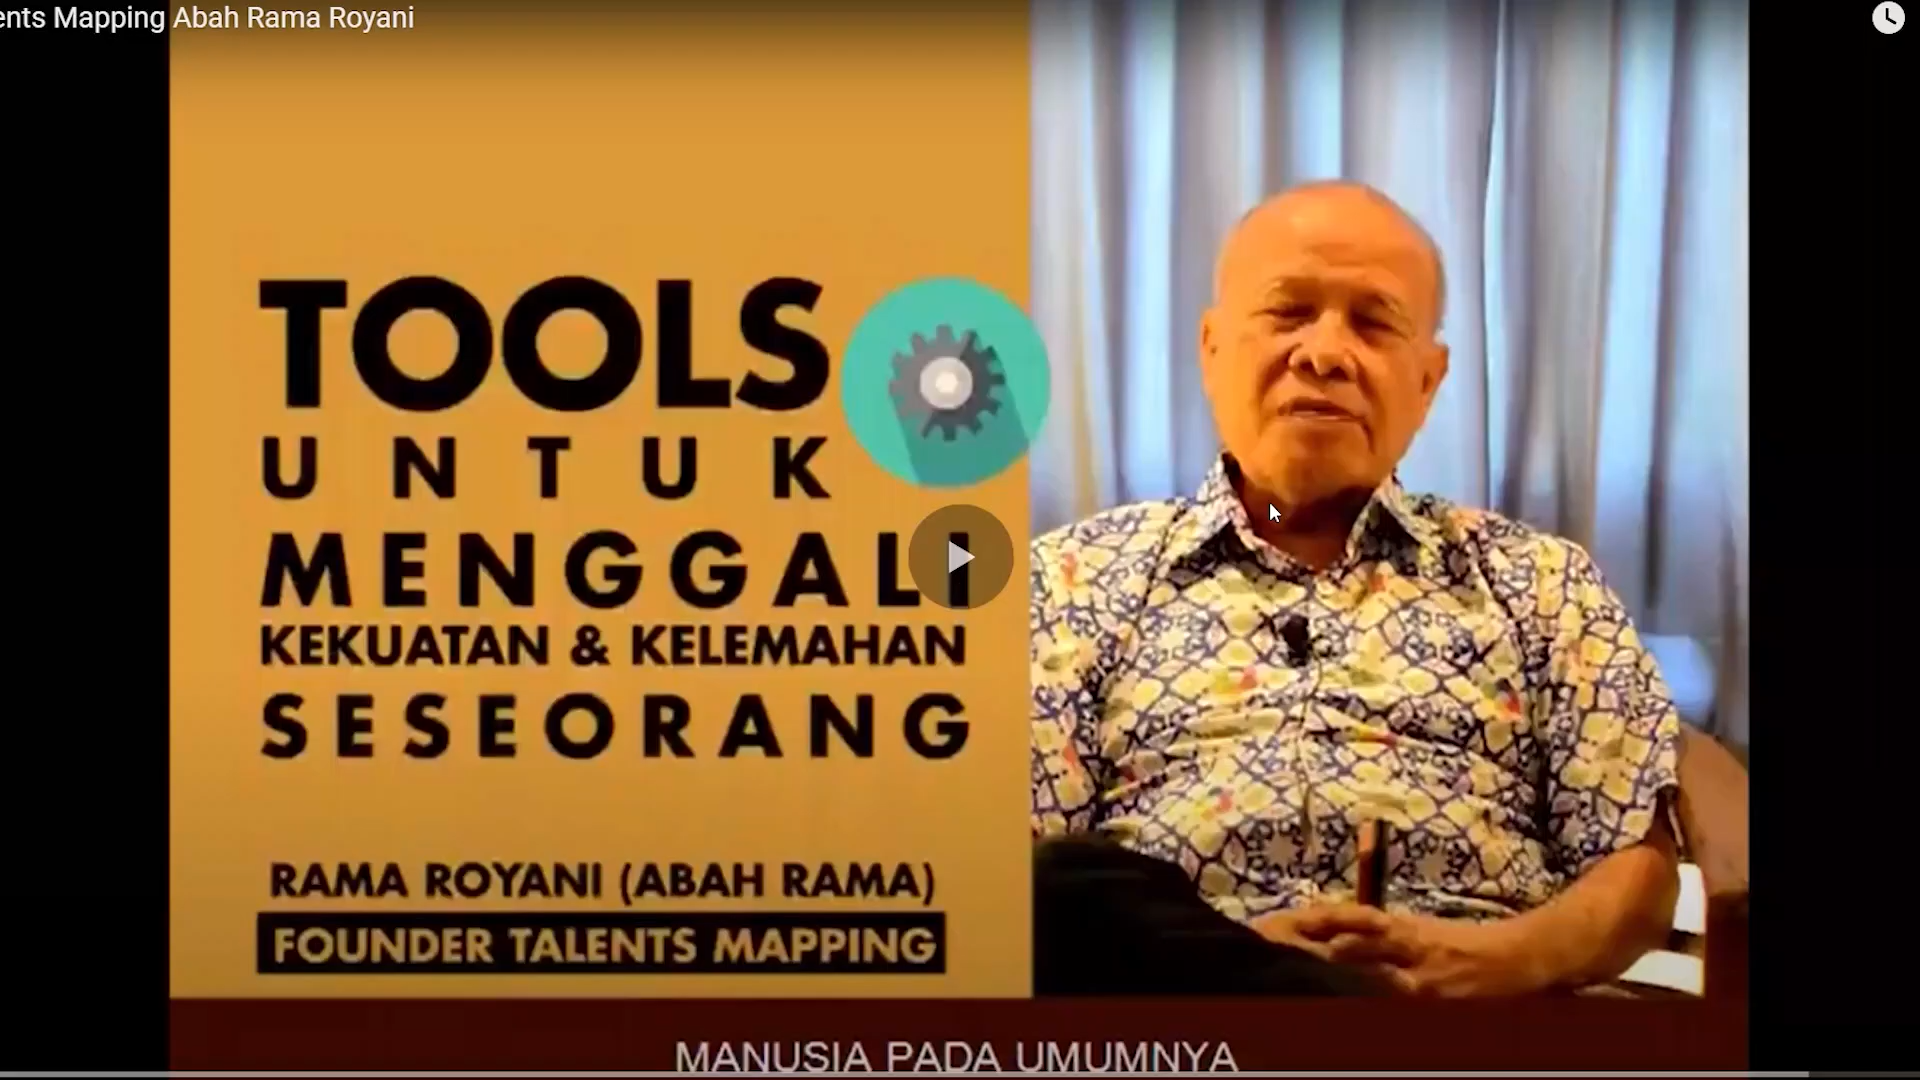 ents Mapping Abah Rama Royani
TOOLS
UNTUK
MENGGALI
KEKUATAN & KELEMAHAN
SESEORANG
RAMA ROYANI (ABAH RAMA)
FOUNDER TALENTS MAPPING
MANUSIA PADA UMUMNYA